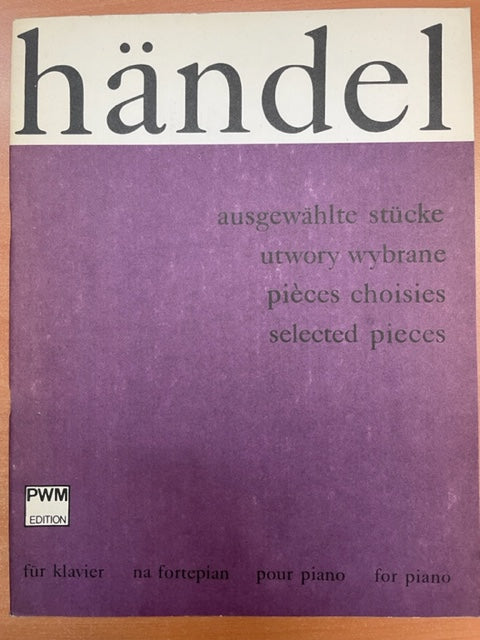 händel
ausgewählte stücke
utwory wybrane
pièces choisies
selected pieces
PWM
EDITION
für klavier na fortepian pour piano for piano